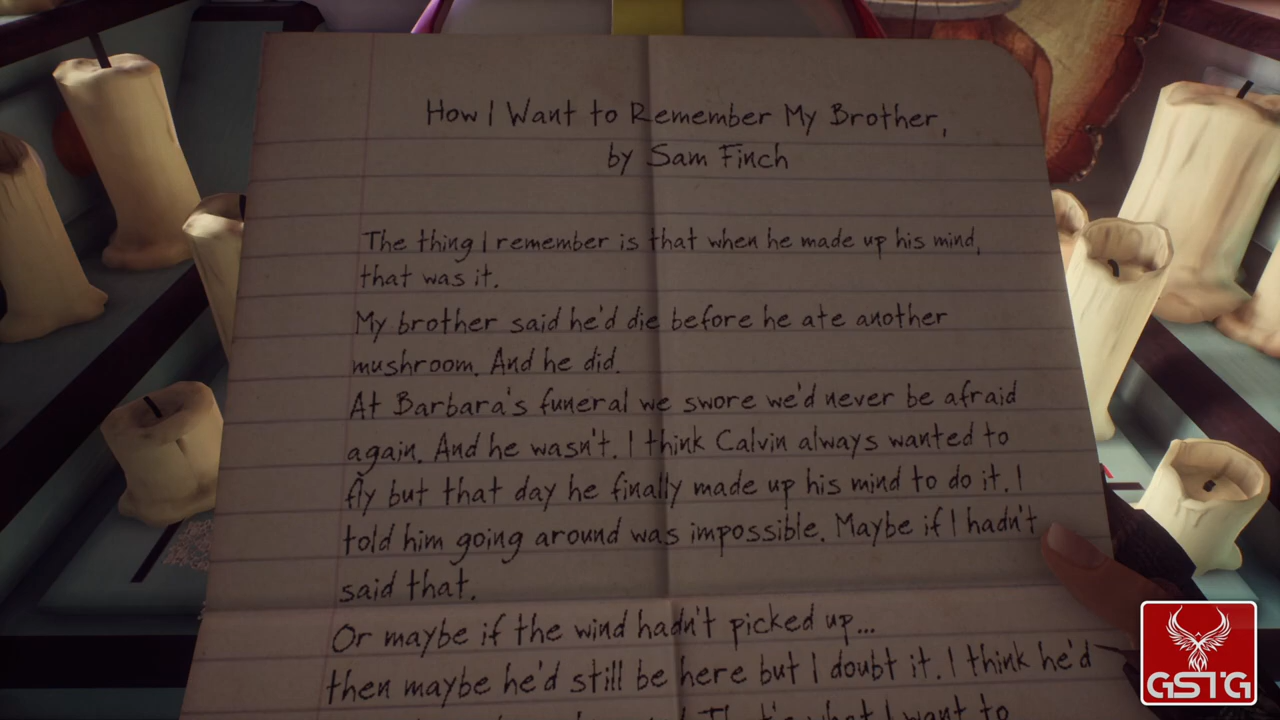 How I Want to Remember My Brother,
by Sam Finch
The thing I remember is that when he made up his mind,
that was it.
My brother said he'd die before he ate another
mushroom. And he did.
At Barbara's funeral we swore we'd never be afraid
again. And he wasn't. I think Calvin always wanted to
fly but that day he finally made up his mind to do it. I
told him going around was impossible. Maybe if I hadn't
said that.
Or maybe if the wind hadn't picked up...
then maybe he'd still be here but I doubt it. I think he'd
what I want to
GSTG